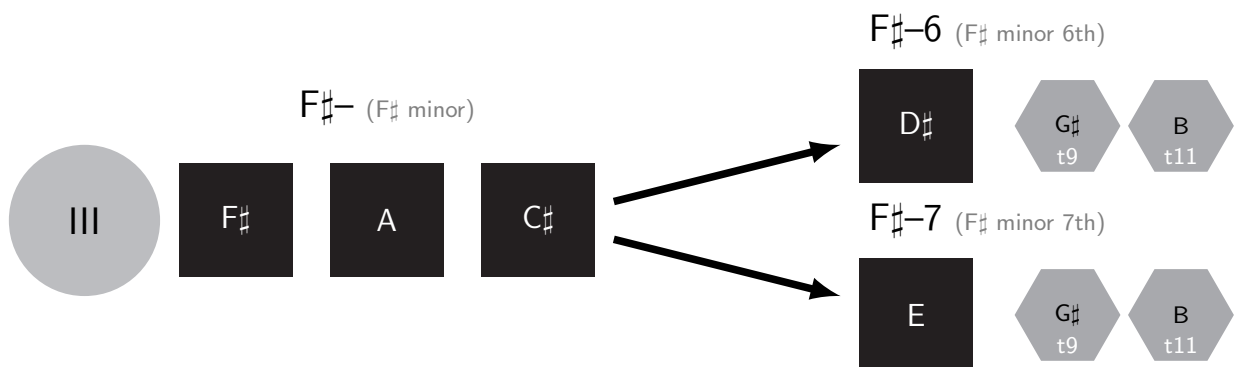 F♯–6 (F♯ minor 6th)
F♯– (F♯ minor)
D♯
G♯
t9
B
t11
III
F♯
A
C♯
F♯–7 (F♯ minor 7th)
E
G♯
t9
B
t11